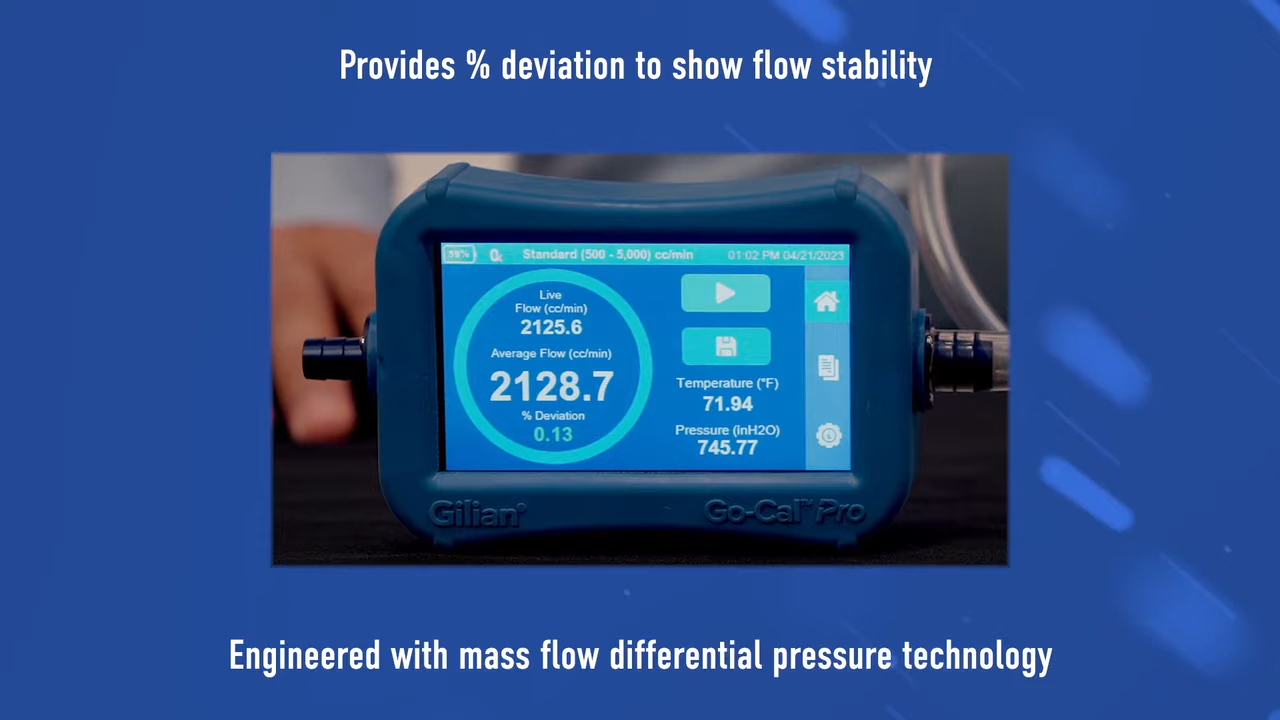 Provides % deviation to show flow stability
59%
Standard (500 - 5,000) cc/min
01:02 PM 04/21/2023
Live
Flow (cc/min)
2125.6
Average Flow (cc/min)
2128.7
% Deviation
0.13
Temperature (°F)
71.94
Pressure (inH2O)
745.77
Gilian®
Go-Cal™ Pro
Engineered with mass flow differential pressure technology